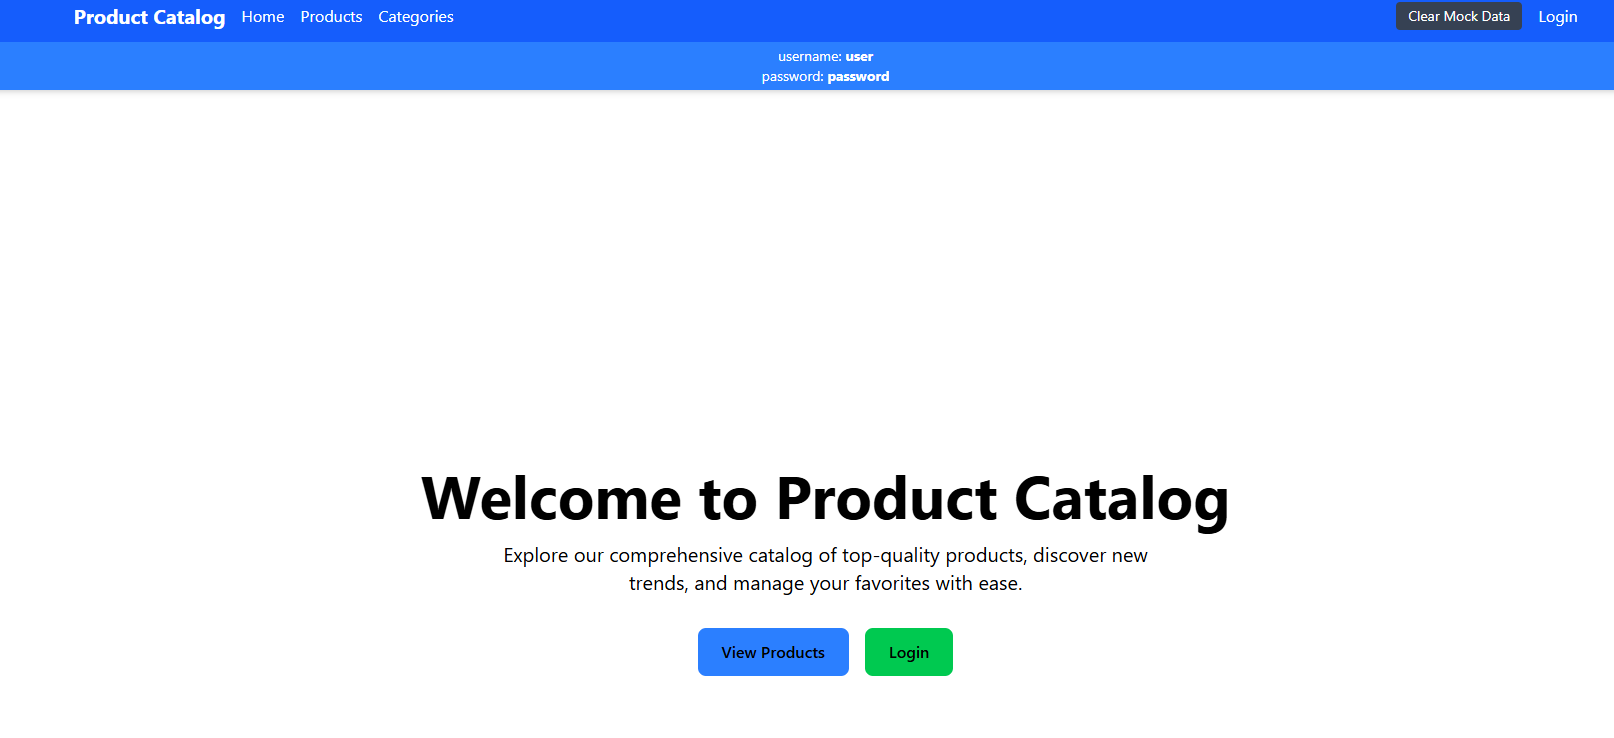 Product Catalog Home Products Categories Clear Mock Data Login
username: user
password: password
Welcome to Product Catalog
Explore our comprehensive catalog of top-quality products, discover new
trends, and manage your favorites with ease.
View Products Login